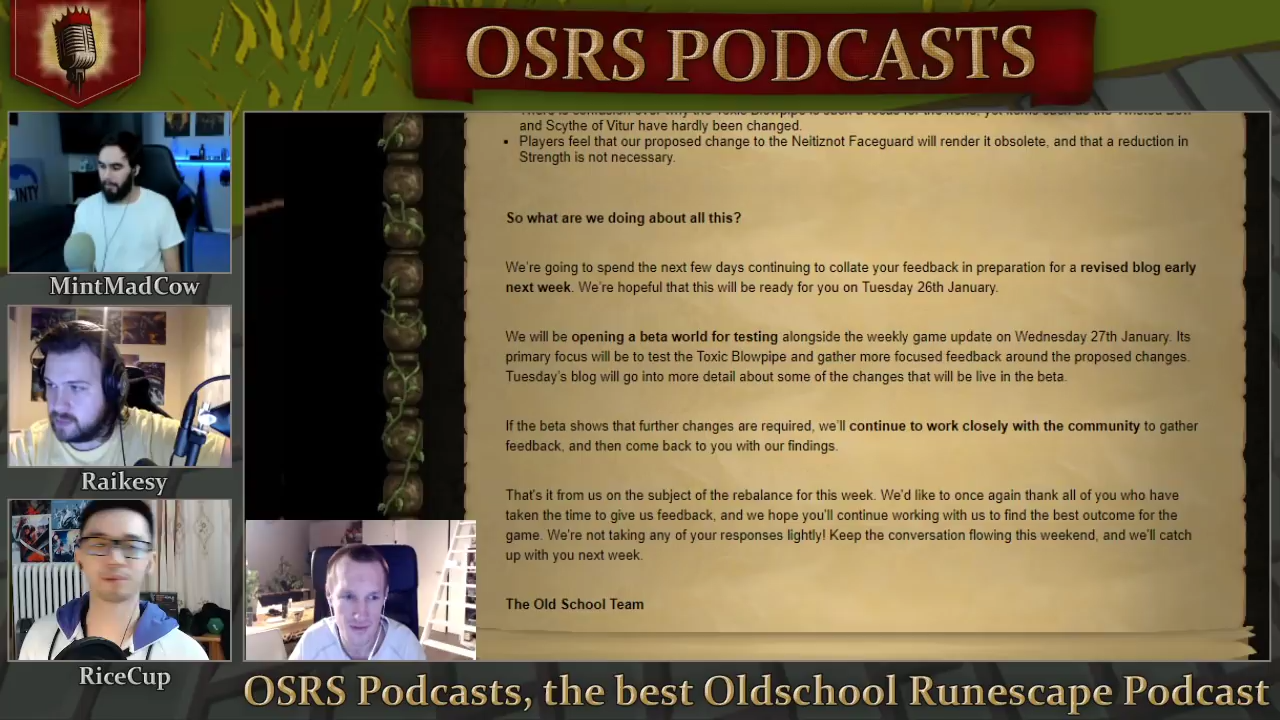 OSRS PODCASTS
and Scythe of Vitur have hardly been changed.
• Players feel that our proposed change to the Neitiznot Faceguard will render it obsolete, and that a reduction in
Strength is not necessary.
So what are we doing about all this?
We're going to spend the next few days continuing to collate your feedback in preparation for a revised blog early
next week. We're hopeful that this will be ready for you on Tuesday 26th January.
We will be opening a beta world for testing alongside the weekly game update on Wednesday 27th January. Its
primary focus will be to test the Toxic Blowpipe and gather more focused feedback around the proposed changes.
Tuesday's blog will go into more detail about some of the changes that will be live in the beta.
If the beta shows that further changes are required, we'll continue to work closely with the community to gather
feedback, and then come back to you with our findings.
That's it from us on the subject of the rebalance for this week. We'd like to once again thank all of you who have
taken the time to give us feedback, and we hope you'll continue working with us to find the best outcome for the
game. We're not taking any of your responses lightly! Keep the conversation flowing this weekend, and we'll catch
up with you next week.
The Old School Team
MintMadCow
Raikesy
RiceCup
OSRS Podcasts, the best Oldschool Runescape Podcast